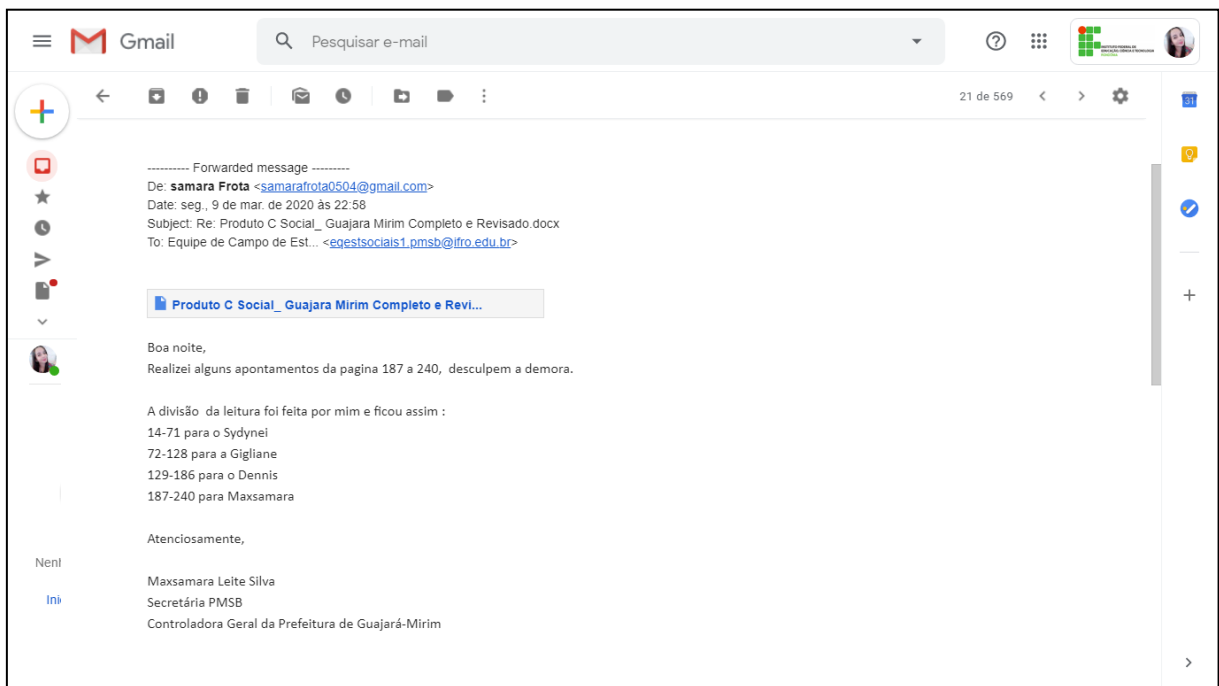 Gmail
Pesquisar e-mail
21 de 569
31
---------- Forwarded message ---------
De: samara Frota <samarafrota0504@gmail.com>
Date: seg., 9 de mar. de 2020 às 22:58
Subject: Re: Produto C Social_ Guajara Mirim Completo e Revisado.docx
To: Equipe de Campo de Est... <eqestsociais1.pmsb@ifro.edu.br>
Produto C Social_ Guajara Mirim Completo e Revi...
Boa noite,
Realizei alguns apontamentos da pagina 187 a 240, desculpem a demora.
A divisão da leitura foi feita por mim e ficou assim :
14-71 para o Sydynei
72-128 para a Gigliane
129-186 para o Dennis
187-240 para Maxsamara
Atenciosamente,
Nenl
Maxsamara Leite Silva
Ini
Secretária PMSB
Controladora Geral da Prefeitura de Guajará-Mirim